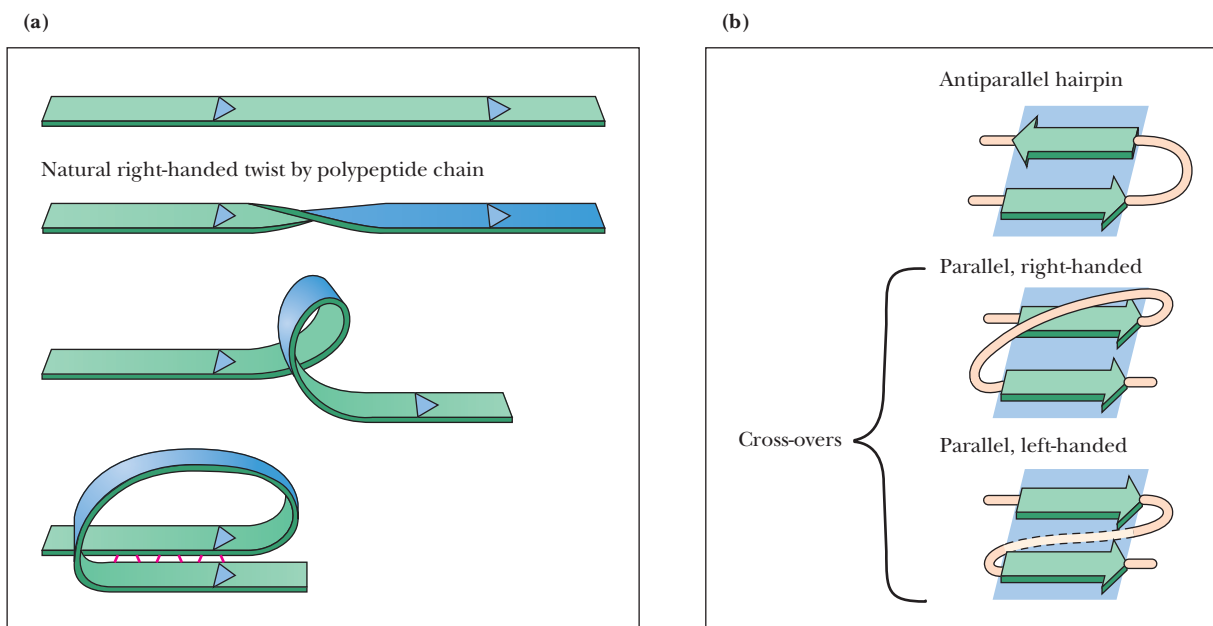 (a)
Natural right-handed twist by polypeptide chain
(b)
Antiparallel hairpin
Parallel, right-handed
Cross-overs
Parallel, left-handed